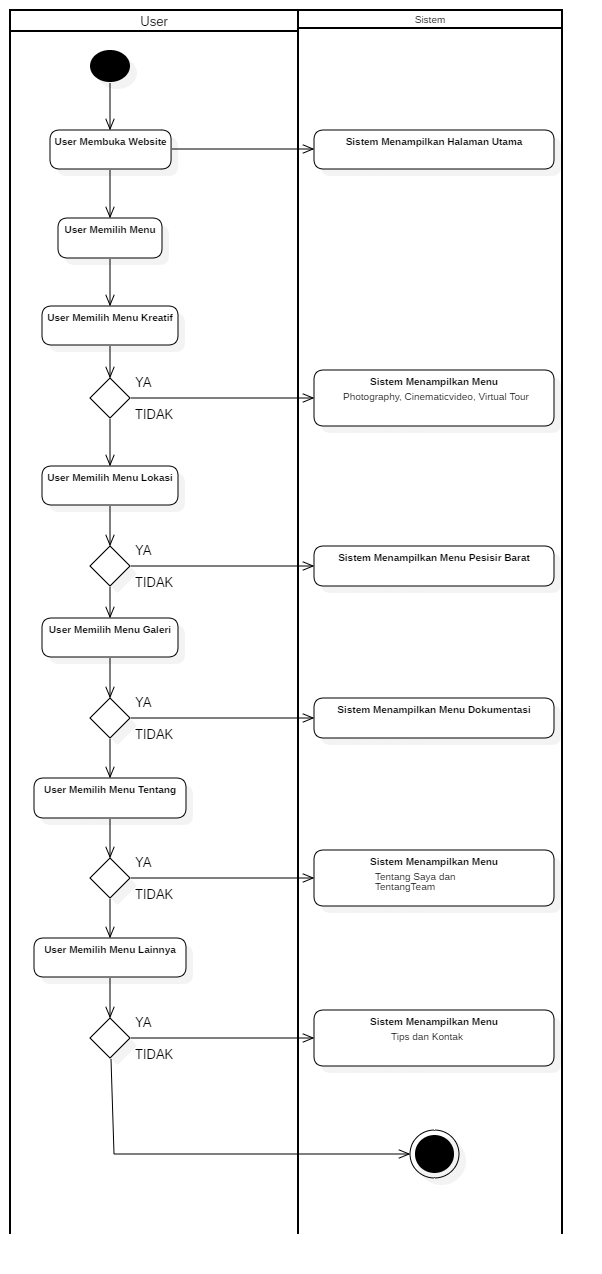 User
Sistem
User Membuka Website
Sistem Menampilkan Halaman Utama
User Memilih Menu
User Memilih Menu Kreatif
YA
TIDAK
Sistem Menampilkan Menu
Photography, Cinematicvideo, Virtual Tour
User Memilih Menu Lokasi
YA
TIDAK
Sistem Menampilkan Menu Pesisir Barat
User Memilih Menu Galeri
YA
TIDAK
Sistem Menampilkan Menu Dokumentasi
User Memilih Menu Tentang
YA
TIDAK
Sistem Menampilkan Menu
Tentang Saya dan
TentangTeam
User Memilih Menu Lainnya
YA
TIDAK
Sistem Menampilkan Menu
Tips dan Kontak